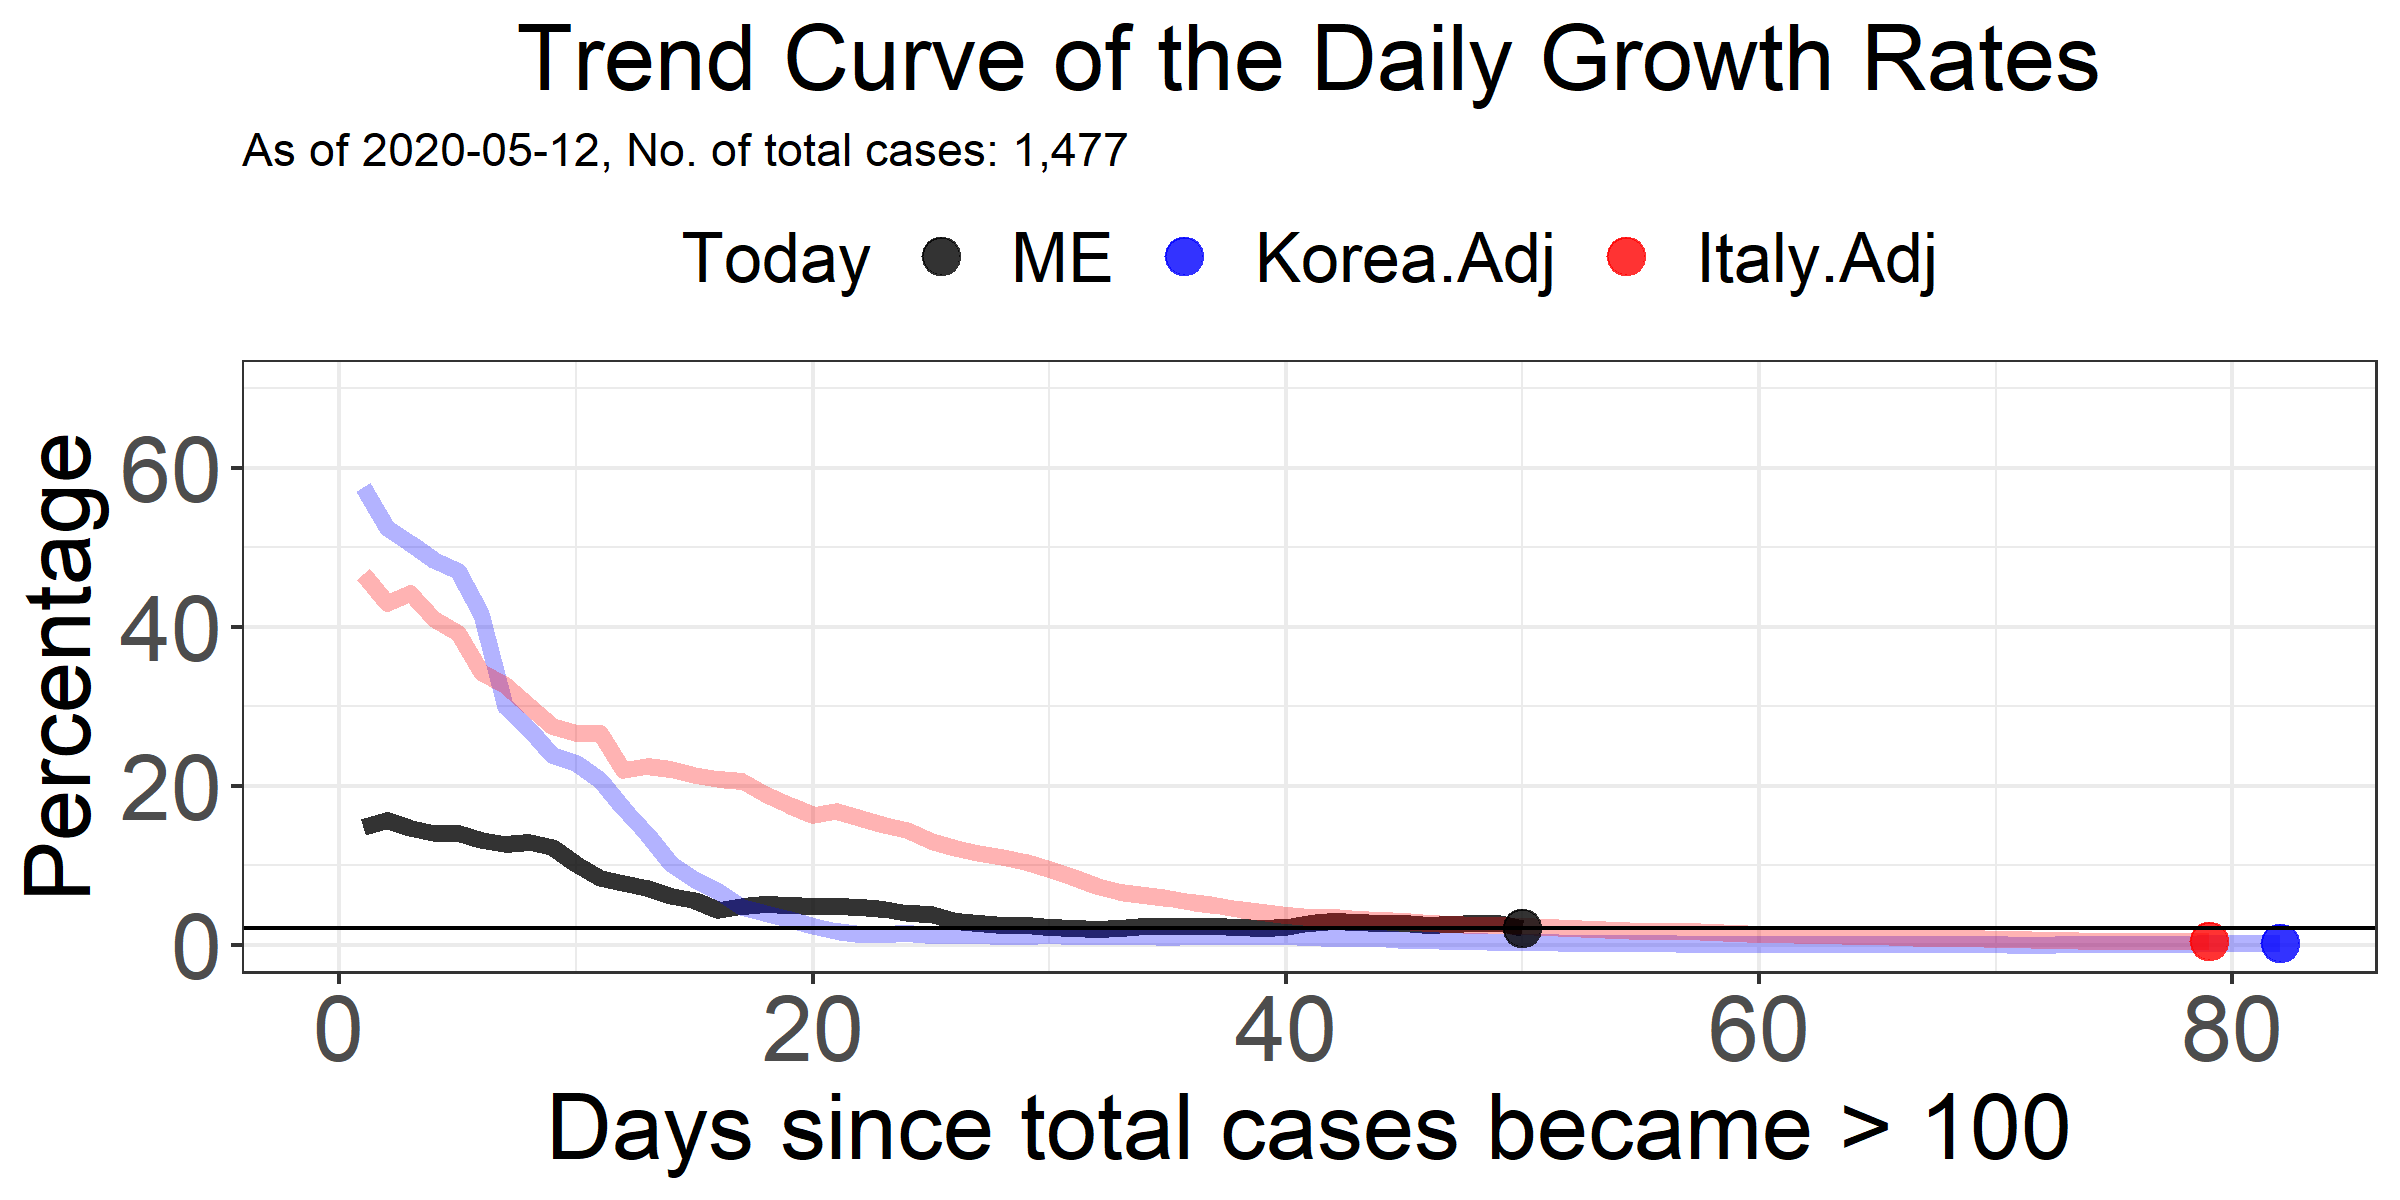 Trend Curve of the Daily Growth Rates
As of 2020-05-12, No. of total cases: 1,477
Today ME Korea.Adj Italy.Adj
Percentage
60
40
20
0
0 20 40 60 80
Days since total cases became > 100